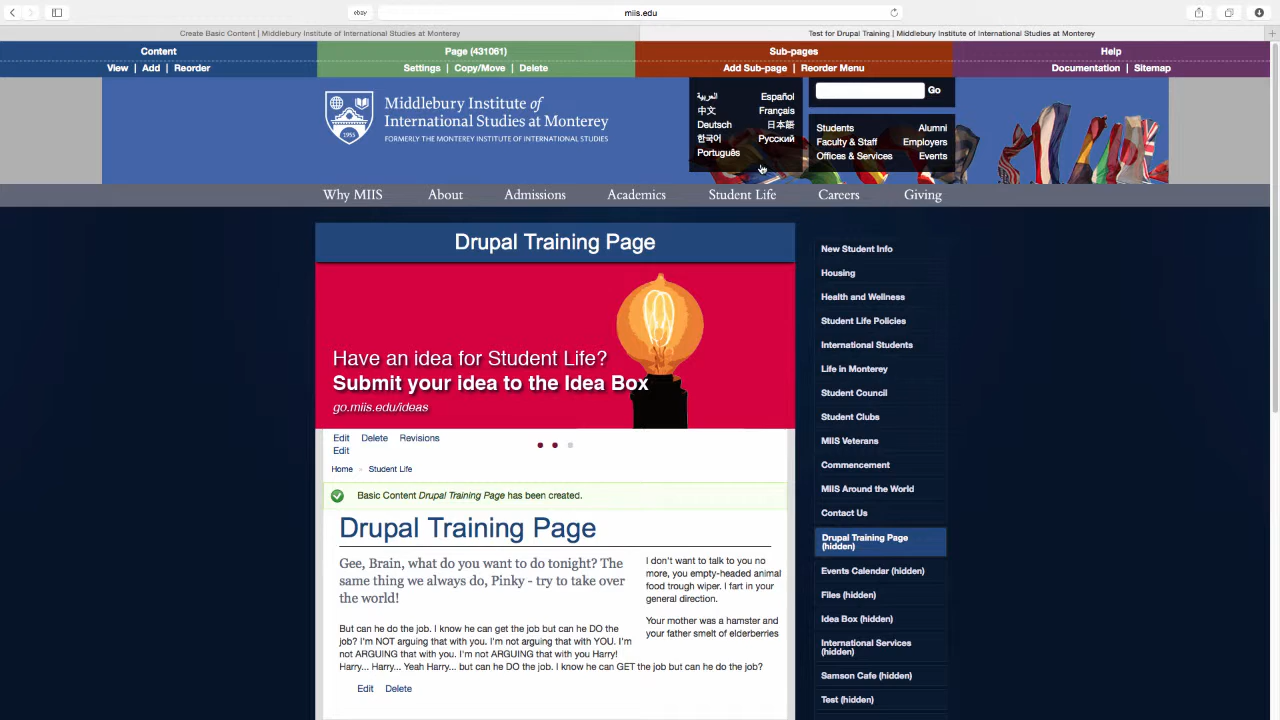 ebay
miis.edu
Create Basic Content | Middlebury Institute of International Studies at Monterey
Test for Drupal Training | Middlebury Institute of International Studies at Monterey
Content
View | Add | Reorder
Page (431061)
Settings | Copy/Move | Delete
Sub-pages
Add Sub-page | Reorder Menu
Help
Documentation | Sitemap
Middlebury Institute of
International Studies at Monterey
FORMERLY THE MONTEREY INSTITUTE OF INTERNATIONAL STUDIES
1955
العربية Español
中文 Français
Deutsch 日本語
한국어 Русский
Português
Go
Students Alumni
Faculty & Staff Employers
Offices & Services Events
Why MIIS About Admissions Academics Student Life Careers Giving
Drupal Training Page
Have an idea for Student Life?
Submit your idea to the Idea Box
go.miis.edu/ideas
Edit Delete Revisions
Edit
Home » Student Life
Basic Content Drupal Training Page has been created.
Drupal Training Page
Gee, Brain, what do you want to do tonight? The
same thing we always do, Pinky - try to take over
the world!
But can he do the job. I know he can get the job but can he DO the
job? I'm NOT arguing that with you. I'm not arguing that with YOU. I'm
not ARGUING that with you. I'm not ARGUING that with you Harry!
Harry... Harry... Yeah Harry... but can he DO the job. I know he can GET the job but can he do the job?
I don't want to talk to you no
more, you empty-headed animal
food trough wiper. I fart in your
general direction.
Your mother was a hamster and
your father smelt of elderberries
Edit Delete
New Student Info
Housing
Health and Wellness
Student Life Policies
International Students
Life in Monterey
Student Council
Student Clubs
MIIS Veterans
Commencement
MIIS Around the World
Contact Us
Drupal Training Page
(hidden)
Events Calendar (hidden)
Files (hidden)
Idea Box (hidden)
International Services
(hidden)
Samson Cafe (hidden)
Test (hidden)